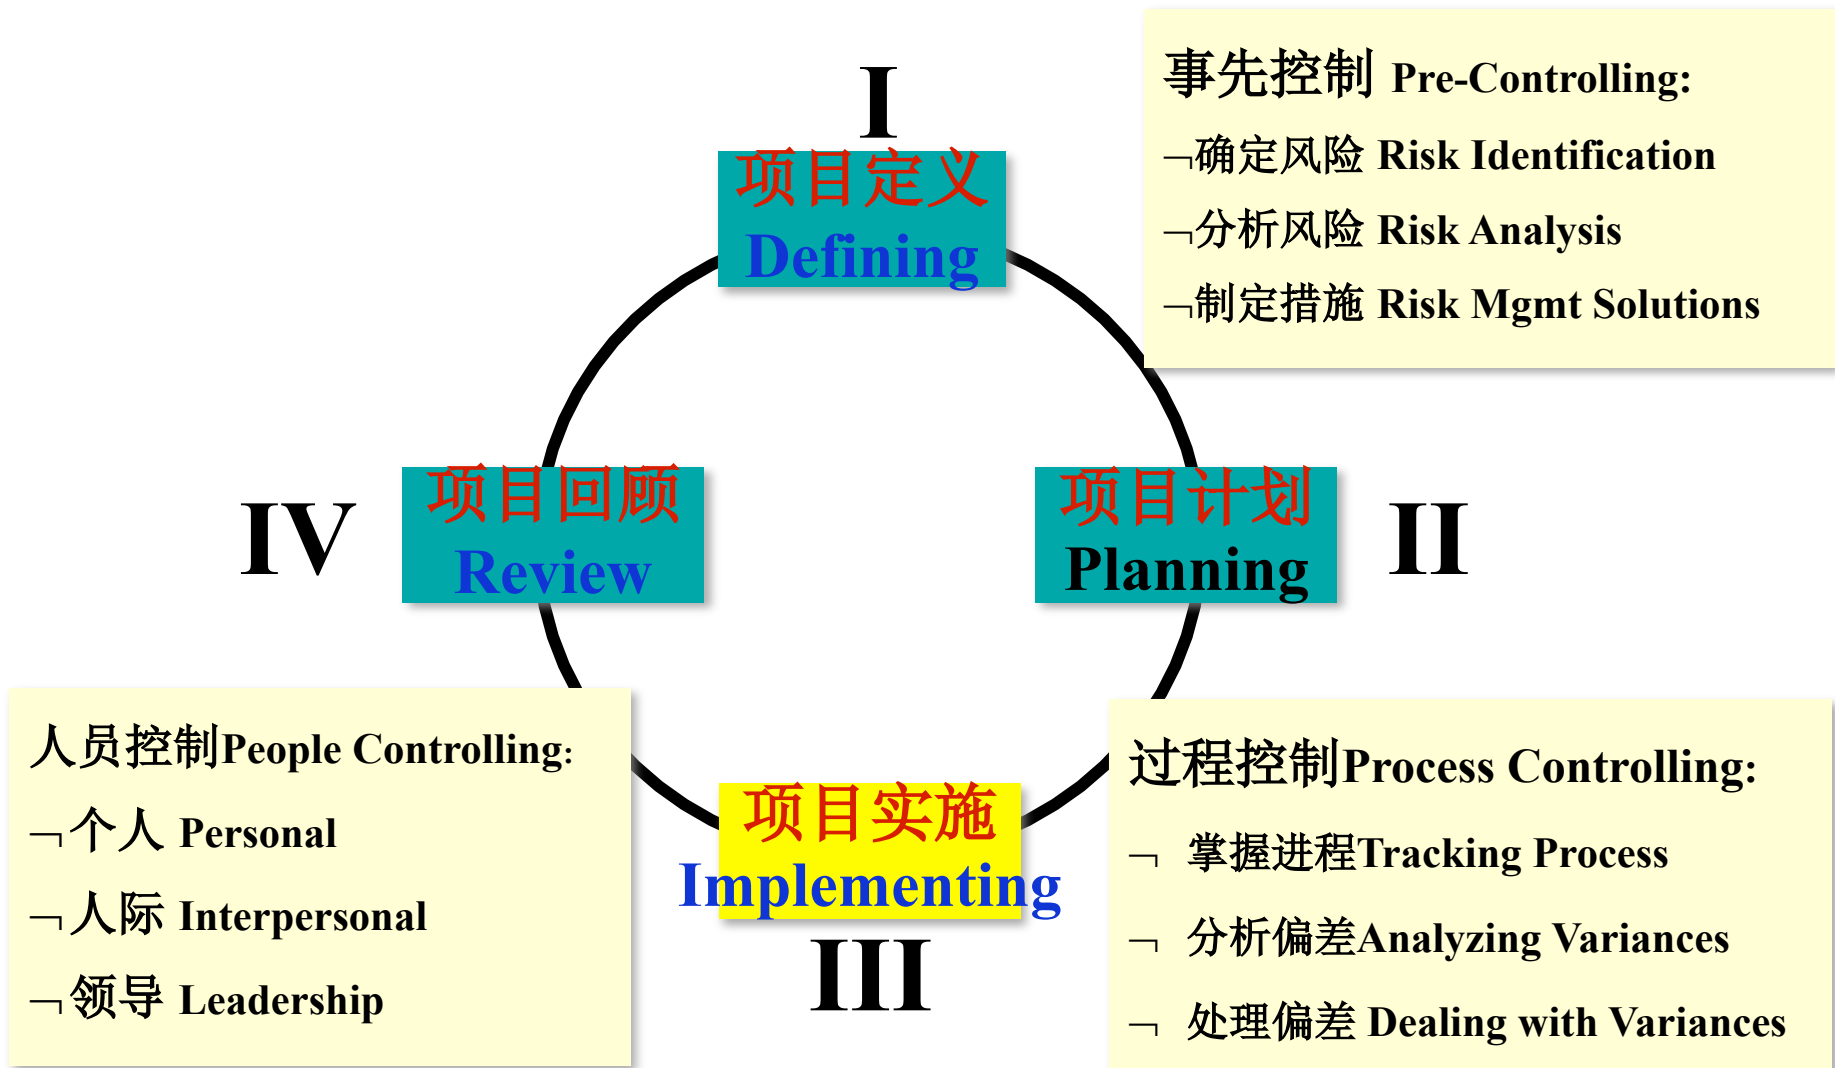 I
项目定义
Defining
事先控制 Pre-Controlling:
¬确定风险 Risk Identification
¬分析风险 Risk Analysis
¬制定措施 Risk Mgmt Solutions
IV
项目回顾
Review
项目计划
Planning
II
人员控制People Controlling:
¬个人 Personal
¬人际 Interpersonal
¬领导 Leadership
项目实施
Implementing
III
过程控制Process Controlling:
¬ 掌握进程Tracking Process
¬ 分析偏差Analyzing Variances
¬ 处理偏差 Dealing with Variances